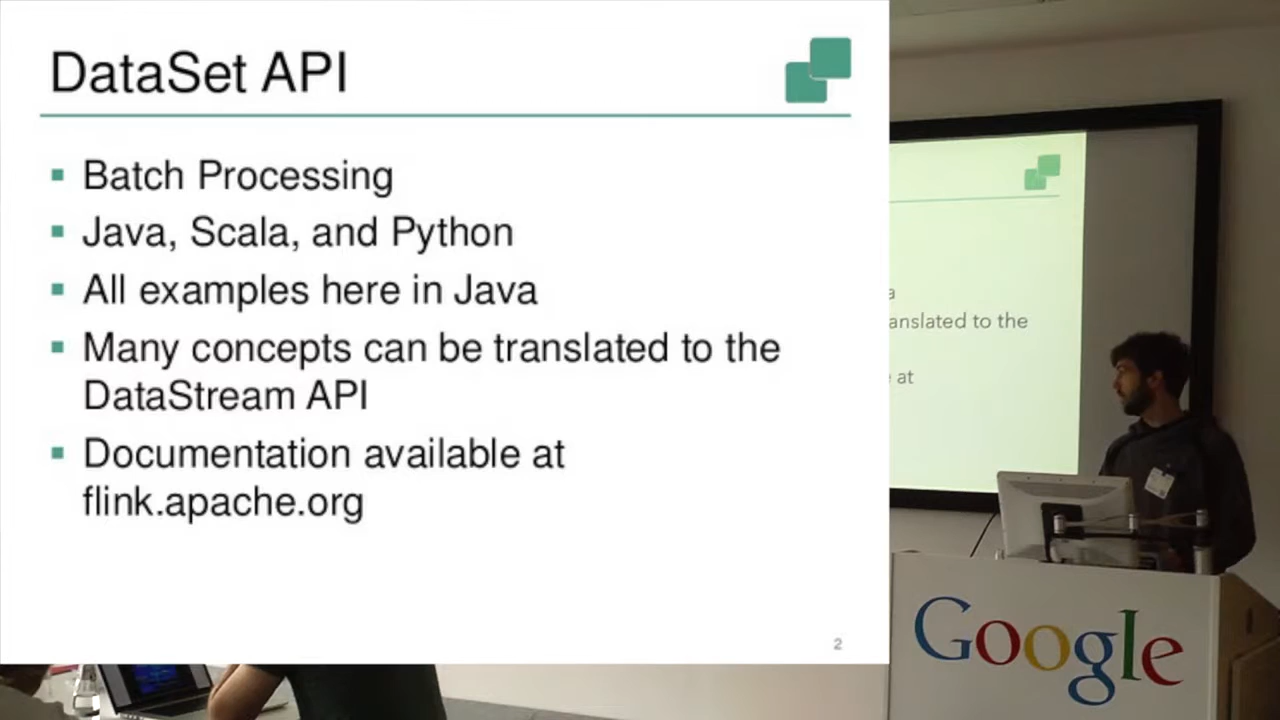 DataSet API
Batch Processing
Java, Scala, and Python
All examples here in Java
Many concepts can be translated to the
DataStream API
Documentation available at
flink.apache.org
2
a
anslated to the
at
Google